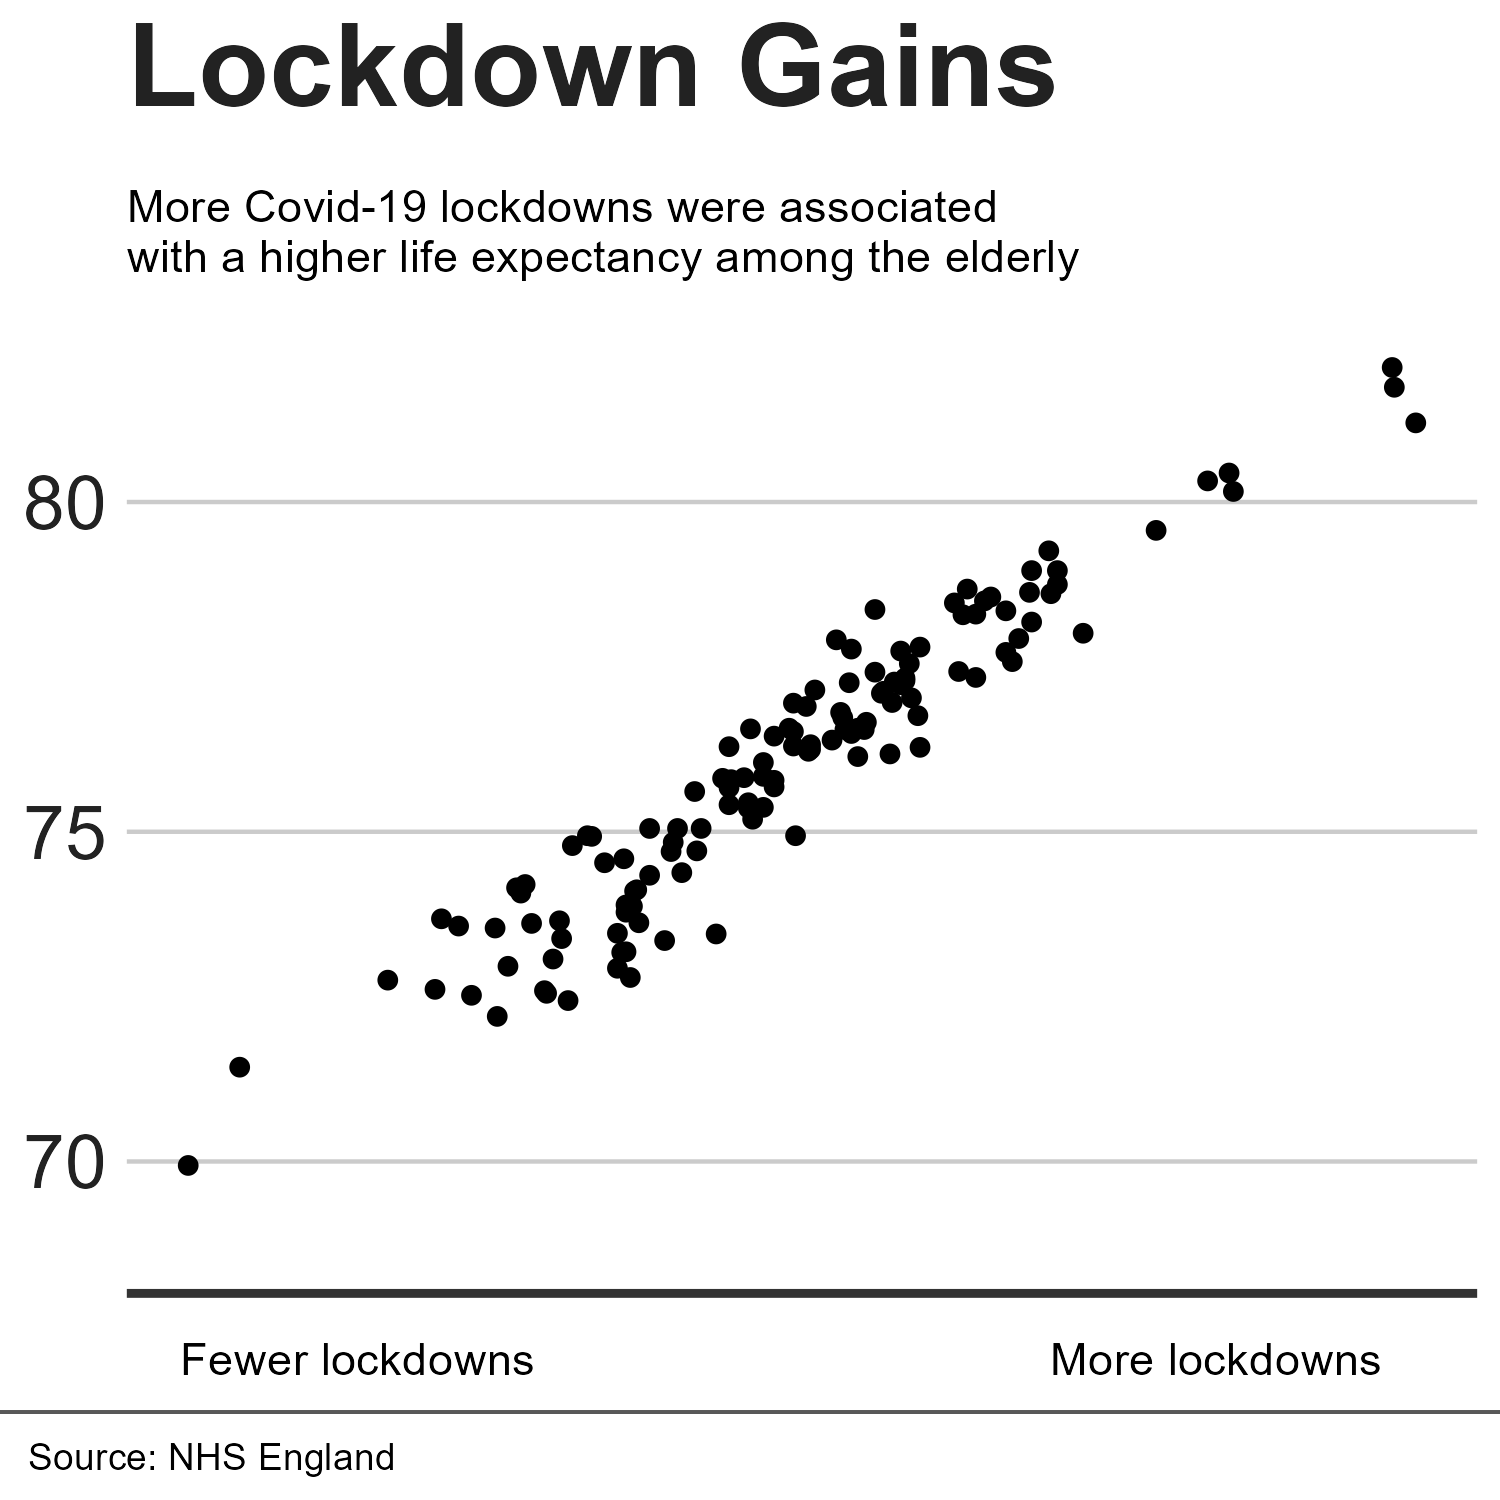 Lockdown Gains
More Covid-19 lockdowns were associated
with a higher life expectancy among the elderly
80
75
70
Fewer lockdowns
More lockdowns
Source: NHS England